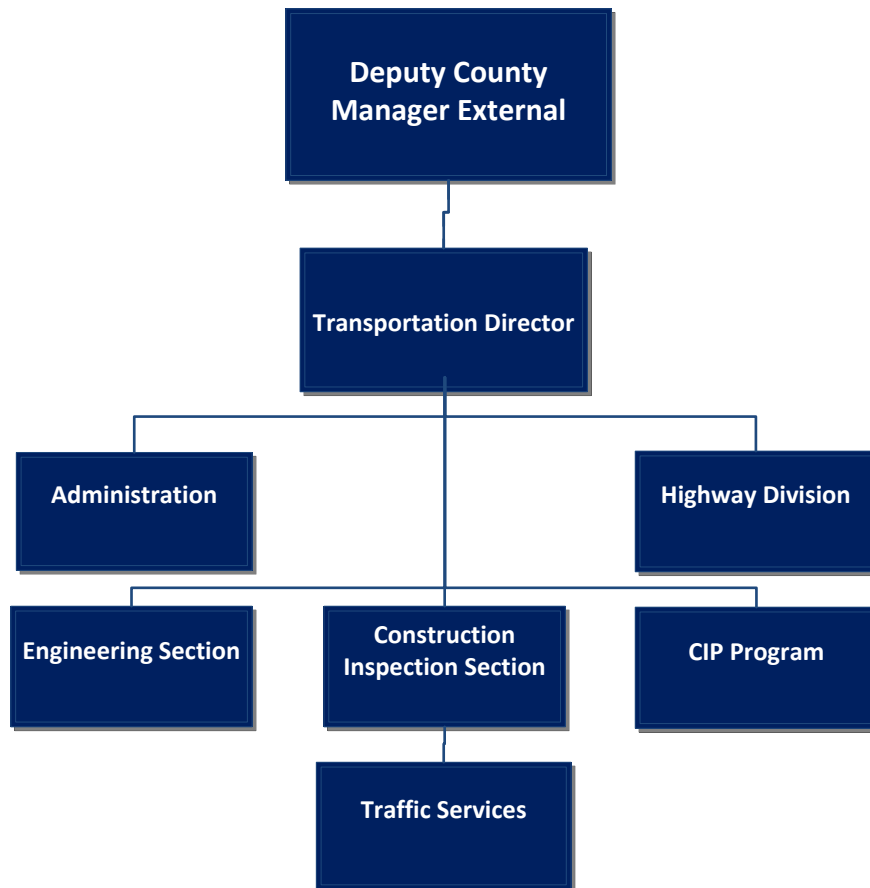 Deputy County
Manager External
Transportation Director
Administration
Highway Division
Engineering Section
Construction
Inspection Section
CIP Program
Traffic Services